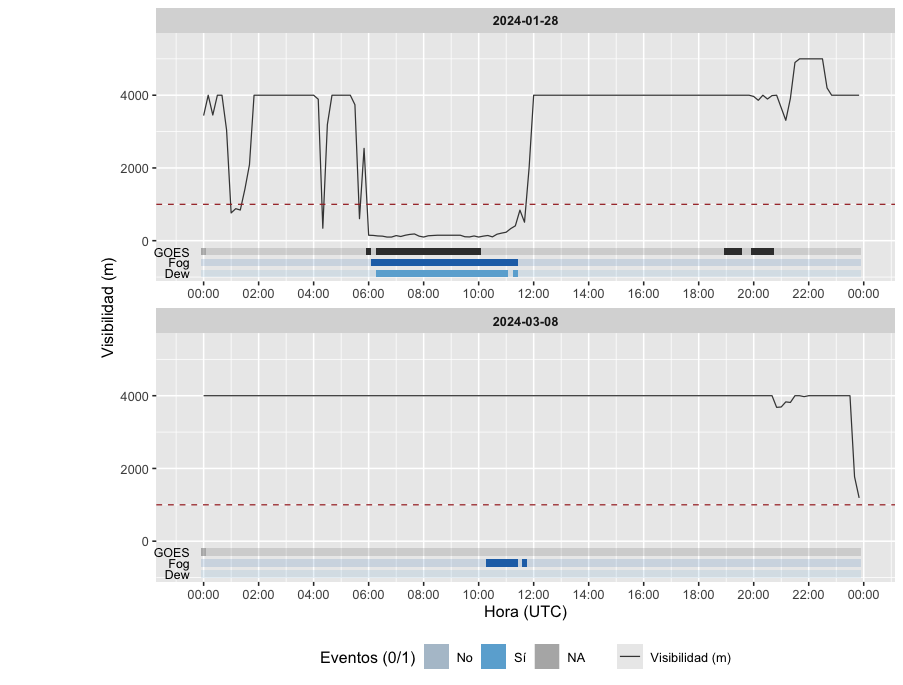 2024-01-28
4000
2000
0
GOES
Fog
Dew
00:00 02:00 04:00 06:00 08:00 10:00 12:00 14:00 16:00 18:00 20:00 22:00 00:00
Visibilidad (m)
2024-03-08
4000
2000
0
GOES
Fog
Dew
00:00 02:00 04:00 06:00 08:00 10:00 12:00 14:00 16:00 18:00 20:00 22:00 00:00
Hora (UTC)
Eventos (0/1) No Sí NA Visibilidad (m)